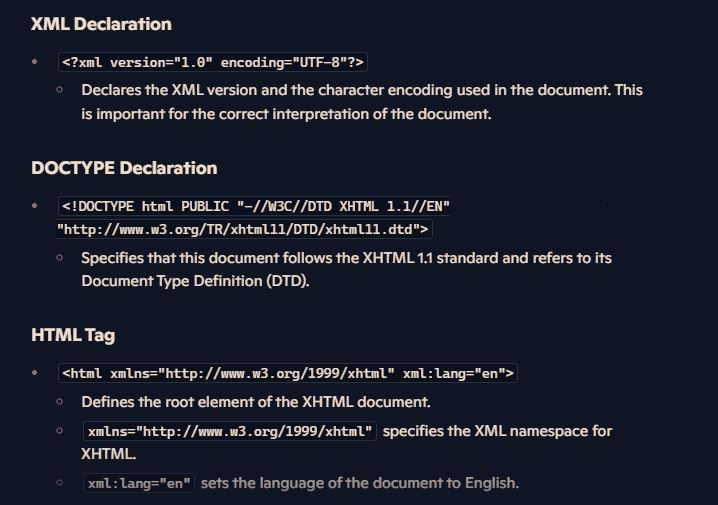 XML Declaration
<?xml version="1.0" encoding="UTF-8"?>
Declares the XML version and the character encoding used in the document. This
is important for the correct interpretation of the document.
DOCTYPE Declaration
<!DOCTYPE html PUBLIC "-//W3C//DTD XHTML 1.1//EN"
"http://www.w3.org/TR/xhtml11/DTD/xhtml11.dtd">
Specifies that this document follows the XHTML 1.1 standard and refers to its
Document Type Definition (DTD).
HTML Tag
<html xmlns="http://www.w3.org/1999/xhtml" xml:lang="en">
Defines the root element of the XHTML document.
xmlns="http://www.w3.org/1999/xhtml" specifies the XML namespace for
XHTML.
xml:lang="en" sets the language of the document to English.